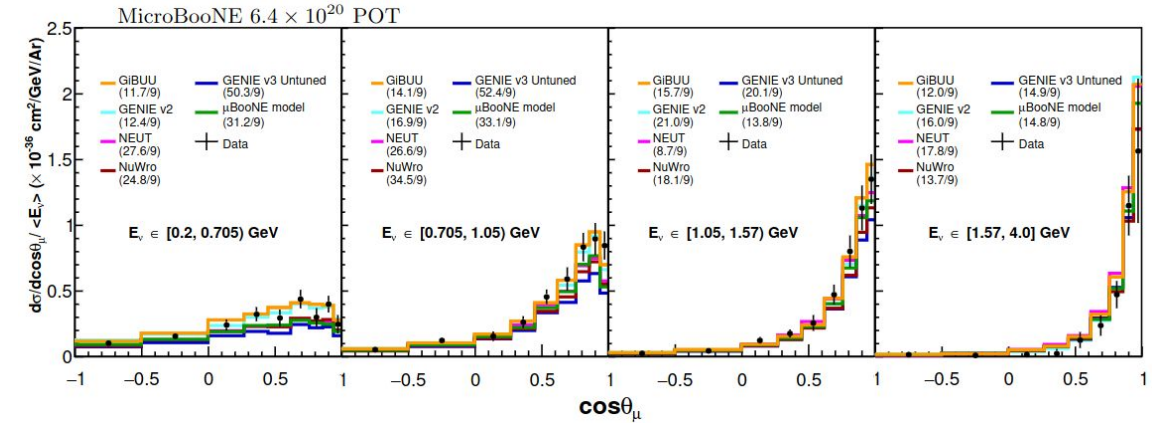 MicroBooNE 6.4 × 10²⁰ POT
dσ/dcosθμ/ <Eν> (× 10⁻³⁶ cm²/GeV/Ar)
2.5
2
1.5
1
0.5
0
GiBUU
(11.7/9)
GENIE v2
(12.4/9)
NEUT
(27.6/9)
NuWro
(24.8/9)
GENIE v3 Untuned
(50.3/9)
μBooNE model
(31.2/9)
Data
Eν ∈ [0.2, 0.705) GeV
GiBUU
(14.1/9)
GENIE v2
(16.9/9)
NEUT
(26.6/9)
NuWro
(34.5/9)
GENIE v3 Untuned
(52.4/9)
μBooNE model
(33.1/9)
Data
Eν ∈ [0.705, 1.05) GeV
GiBUU
(15.7/9)
GENIE v2
(21.0/9)
NEUT
(8.7/9)
NuWro
(18.1/9)
GENIE v3 Untuned
(20.1/9)
μBooNE model
(13.8/9)
Data
Eν ∈ [1.05, 1.57) GeV
GiBUU
(12.0/9)
GENIE v2
(16.0/9)
NEUT
(17.8/9)
NuWro
(13.7/9)
GENIE v3 Untuned
(14.9/9)
μBooNE model
(14.8/9)
Data
Eν ∈ [1.57, 4.0] GeV
−1 −0.5 0 0.5 1 −0.5 0 0.5 1 −0.5 0 0.5 1 −0.5 0 0.5 1
cosθμ